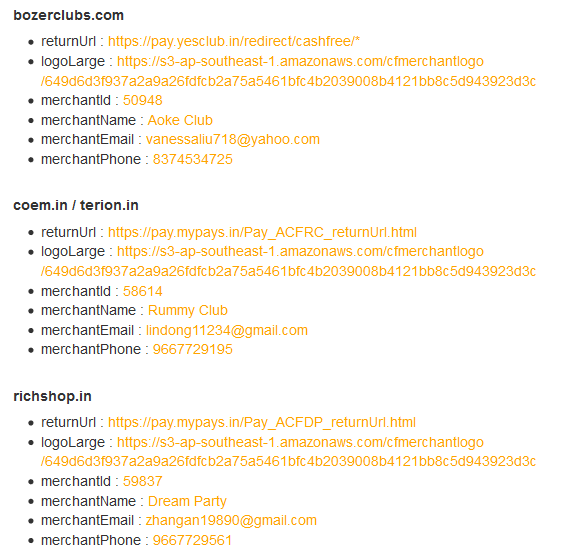 bozerclubs.com
returnUrl : https://pay.yesclub.in/redirect/cashfree/*
logoLarge : https://s3-ap-southeast-1.amazonaws.com/cfmerchantlogo
/649d6d3f937a2a9a26fdfcb2a75a5461bfc4b2039008b4121bb8c5d943923d3c
merchantId : 50948
merchantName : Aoke Club
merchantEmail : vanessaliu718@yahoo.com
merchantPhone : 8374534725
coem.in / terion.in
returnUrl : https://pay.mypays.in/Pay_ACFRC_returnUrl.html
logoLarge : https://s3-ap-southeast-1.amazonaws.com/cfmerchantlogo
/649d6d3f937a2a9a26fdfcb2a75a5461bfc4b2039008b4121bb8c5d943923d3c
merchantId : 58614
merchantName : Rummy Club
merchantEmail : lindong11234@gmail.com
merchantPhone : 9667729195
richshop.in
returnUrl : https://pay.mypays.in/Pay_ACFDP_returnUrl.html
logoLarge : https://s3-ap-southeast-1.amazonaws.com/cfmerchantlogo
/649d6d3f937a2a9a26fdfcb2a75a5461bfc4b2039008b4121bb8c5d943923d3c
merchantId : 59837
merchantName : Dream Party
merchantEmail : zhangan19890@gmail.com
merchantPhone : 9667729561